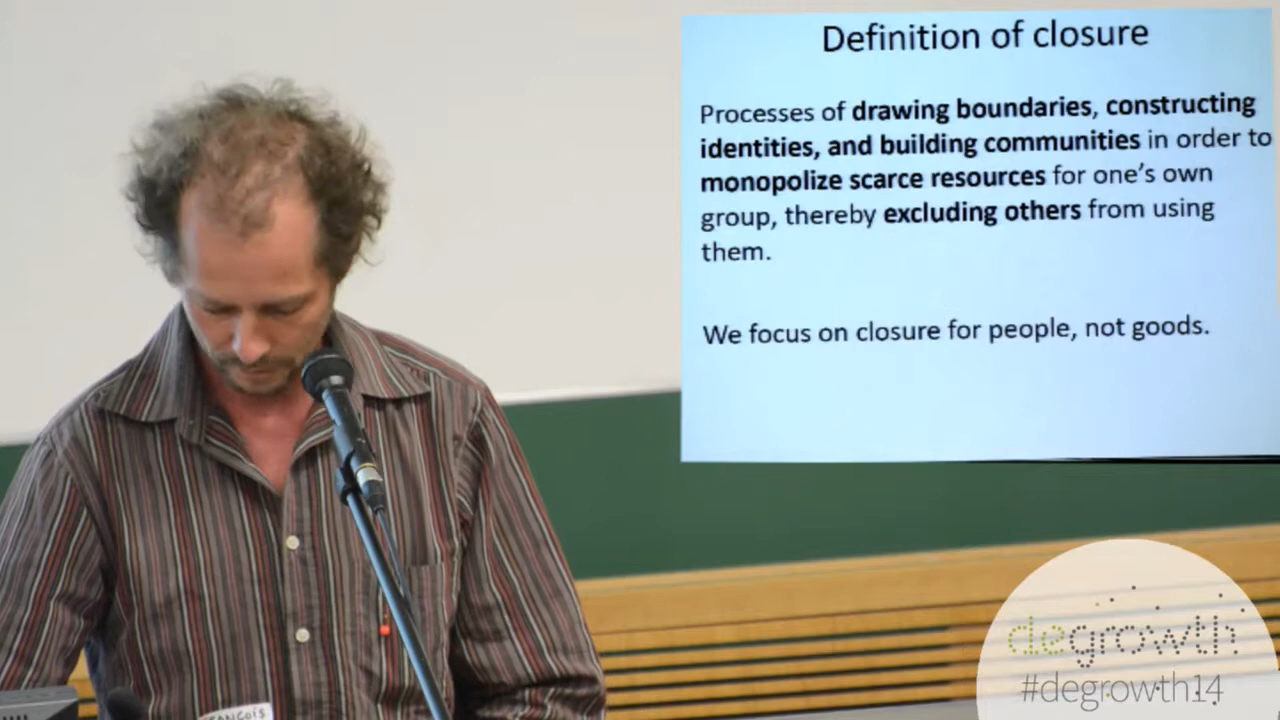 Definition of closure
Processes of drawing boundaries, constructing
identities, and building communities in order to
monopolize scarce resources for one's own
group, thereby excluding others from using
them.
We focus on closure for people, not goods.
degrowth
#degrowth14